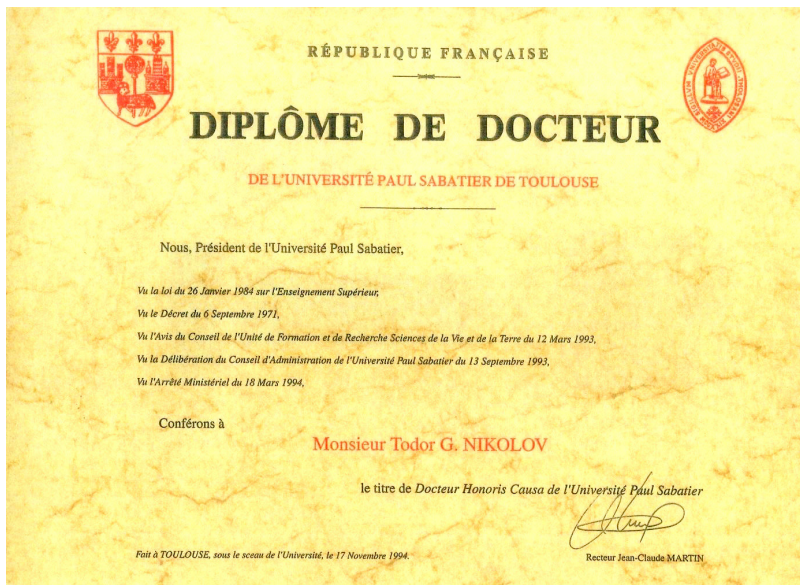 RÉPUBLIQUE FRANÇAISE
DIPLÔME DE DOCTEUR
DE L'UNIVERSITÉ PAUL SABATIER DE TOULOUSE
Nous, Président de l'Université Paul Sabatier,
Vu la loi du 26 Janvier 1984 sur l'Enseignement Supérieur,
Vu le Décret du 6 Septembre 1971,
Vu l'Avis du Conseil de l'Unité de Formation et de Recherche Sciences de la Vie et de la Terre du 12 Mars 1993,
Vu la Délibération du Conseil d'Administration de l'Université Paul Sabatier du 13 Septembre 1993,
Vu l'Arrêté Ministériel du 18 Mars 1994,
Conférons à
Monsieur Todor G. NIKOLOV
le titre de Docteur Honoris Causa de l'Université Paul Sabatier
Fait à TOULOUSE, sous le sceau de l'Université, le 17 Novembre 1994.
Recteur Jean-Claude MARTIN